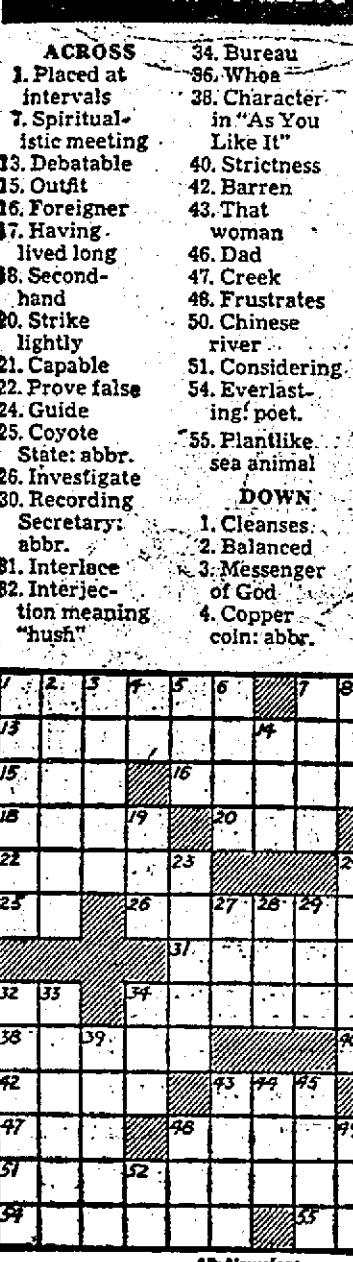 ACROSS
1. Placed at
intervals
7. Spiritual-
istic meeting
13. Debatable
15. Outfit
16. Foreigner
17. Having
lived long
18. Second-
hand
20. Strike
lightly
21. Capable
22. Prove false
24. Guide
25. Coyote
State: abbr.
26. Investigate
30. Recording
Secretary:
abbr.
31. Interlace
32. Interjec-
tion meaning
"hush"
34. Bureau
36. Whoa
38. Character
in "As You
Like It"
40. Strictness
42. Barren
43. That
woman
46. Dad
47. Creek
48. Frustrates
50. Chinese
river
51. Considering
54. Everlast-
ing: poet.
55. Plantlike
sea animal
DOWN
1. Cleanses
2. Balanced
3. Messenger
of God
4. Copper
coin: abbr.
1 2 3 4 5 6 7 8
13 14
15 16
18 19 20
22 23 2
25 26 27 28 29
31
32 33 34
38 39 40
42 43 44 45
47 48 49
51 52
54 55